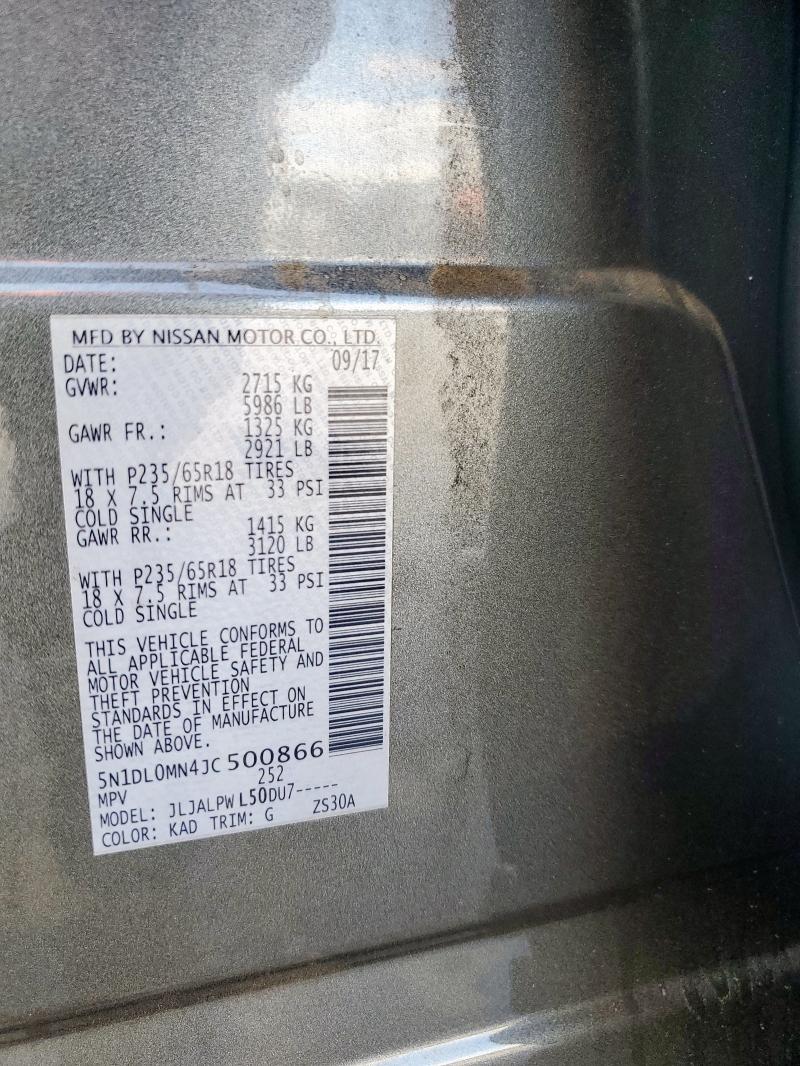 MFD BY NISSAN MOTOR CO., LTD.
DATE: 09/17
GVWR: 2715 KG
5986 LB
GAWR FR.: 1325 KG
2921 LB
WITH P235/65R18 TIRES
18 X 7.5 RIMS AT 33 PSI
COLD SINGLE
GAWR RR.: 1415 KG
3120 LB
WITH P235/65R18 TIRES
18 X 7.5 RIMS AT 33 PSI
COLD SINGLE
THIS VEHICLE CONFORMS TO
ALL APPLICABLE FEDERAL
MOTOR VEHICLE SAFETY AND
THEFT PREVENTION
STANDARDS IN EFFECT ON
THE DATE OF MANUFACTURE
SHOWN ABOVE.
5N1DL0MN4JC500866
MPV 252
MODEL: JLJALPWL50DU7-----
COLOR: KAD TRIM: G ZS30A